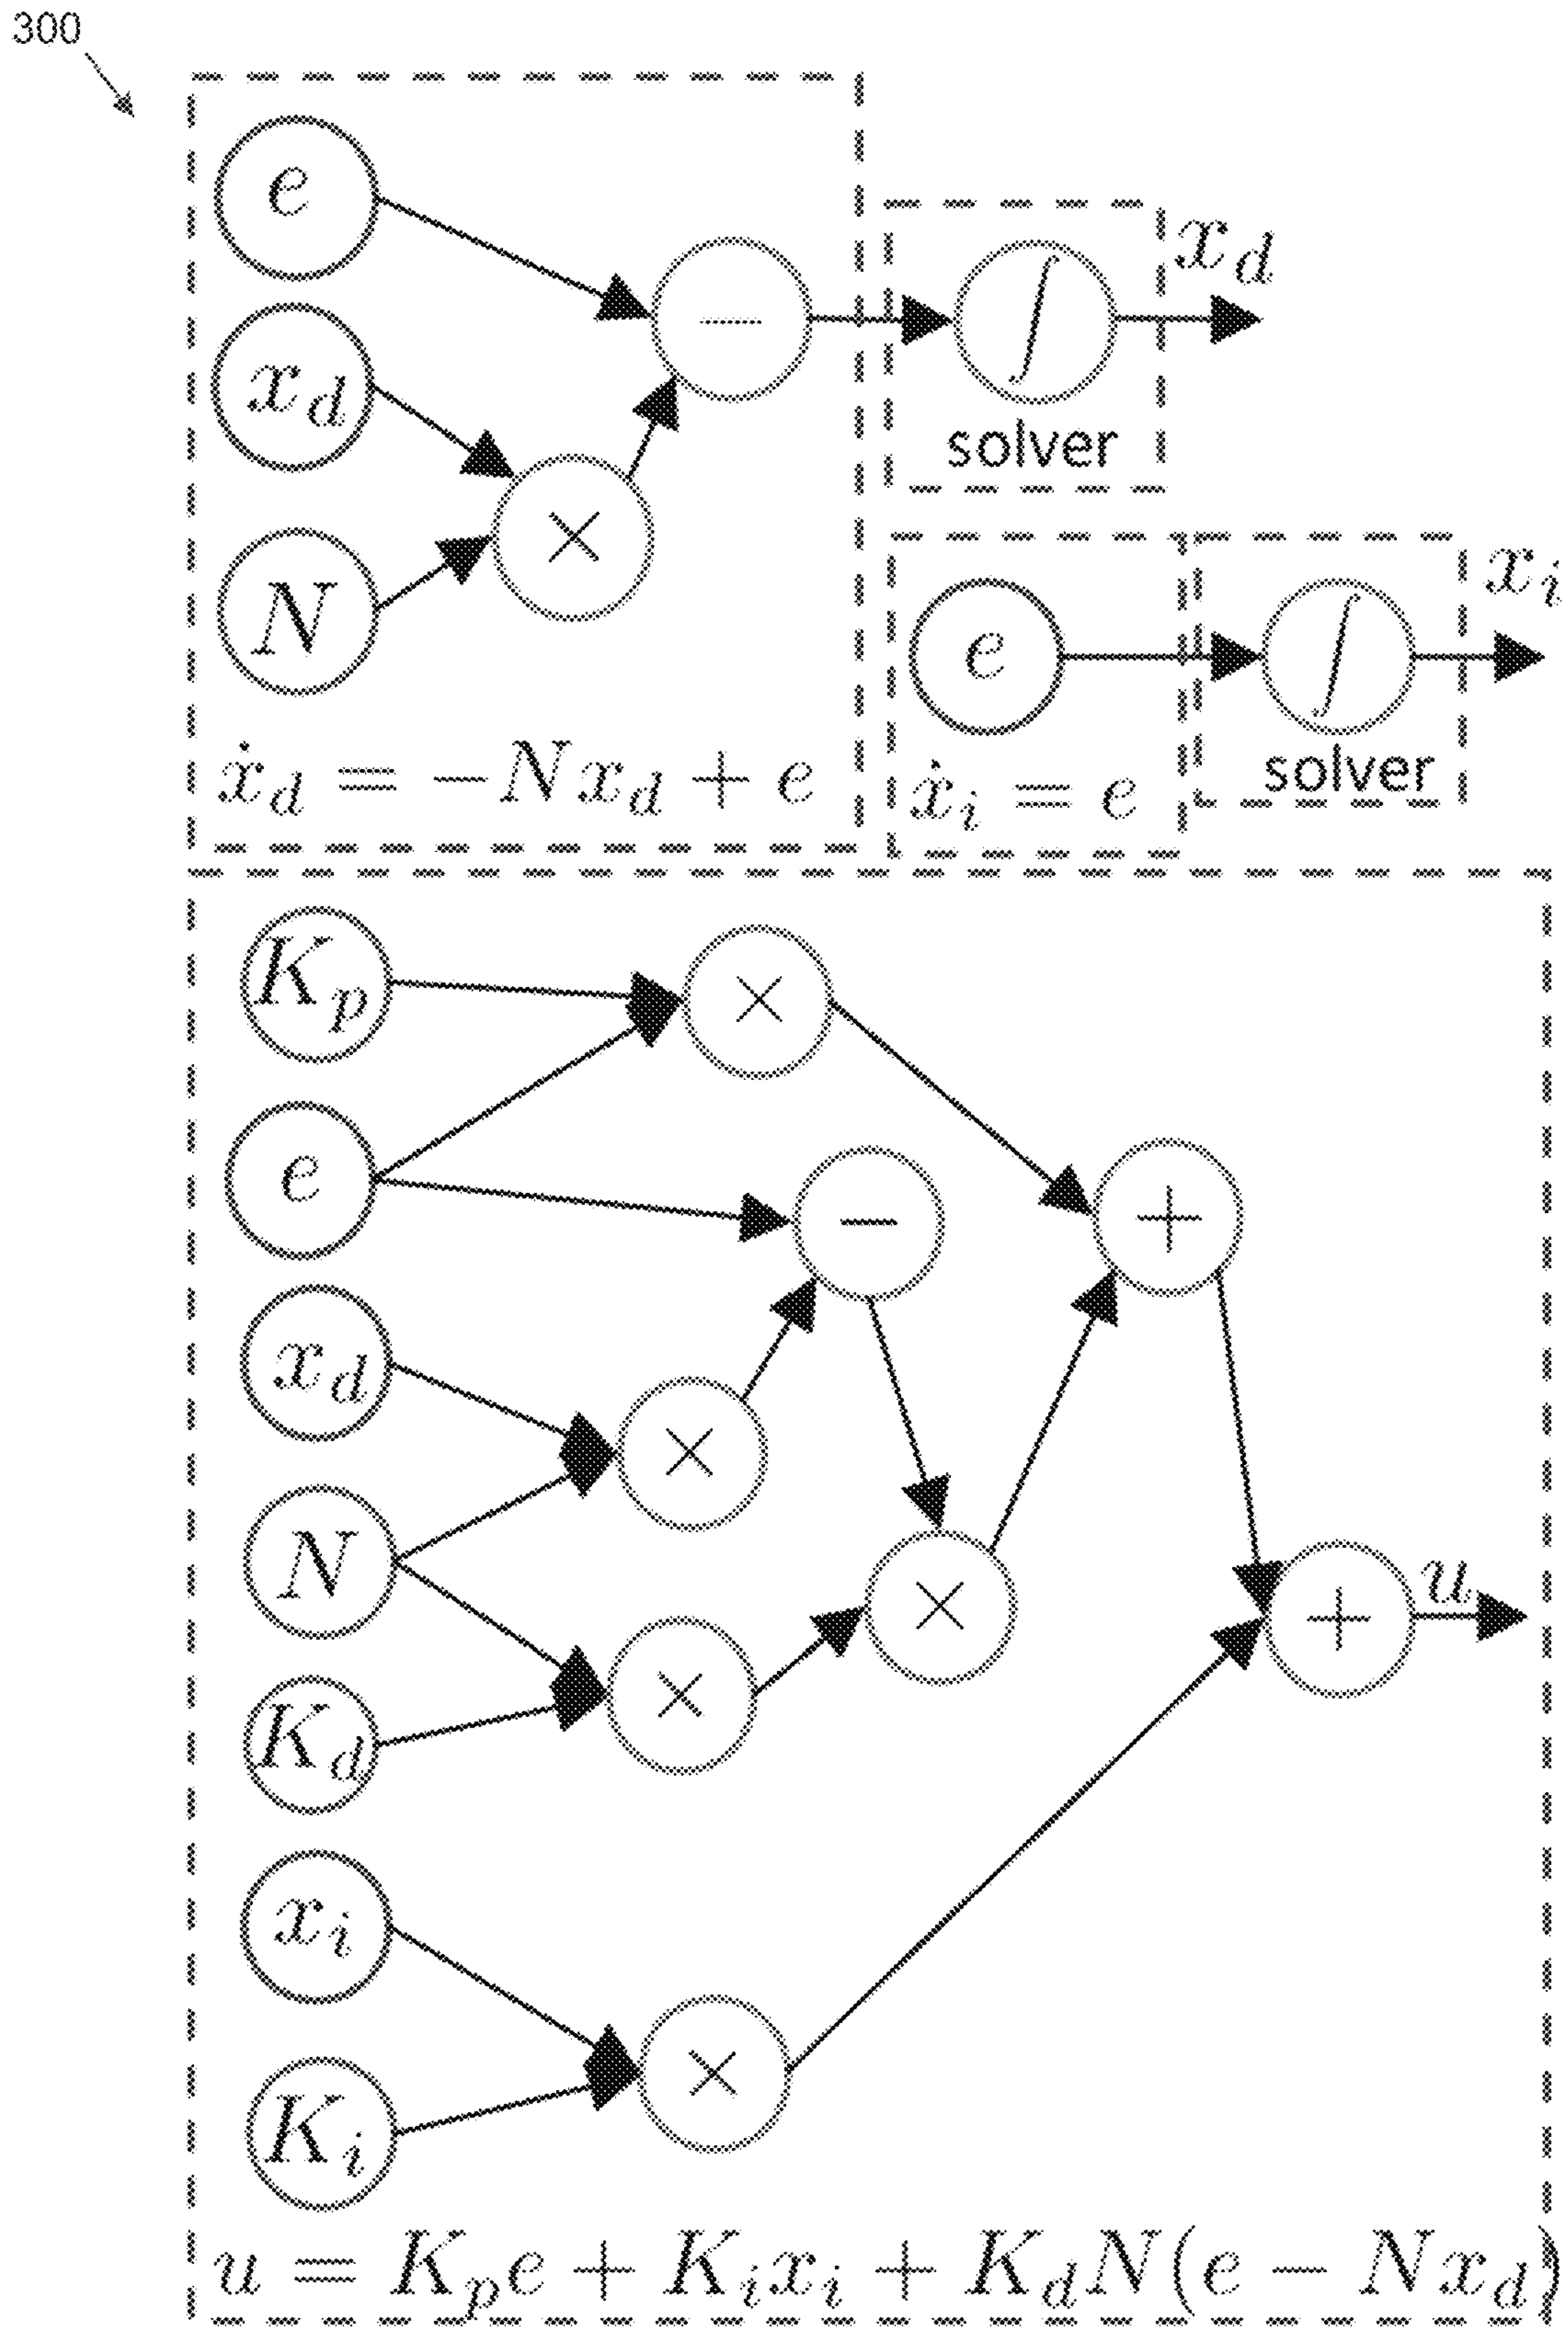 300
e
−
x_d
∫
x_d
solver
N
×
e
∫
x_i
solver
ẋ_d = −Nx_d + e
ẋ_i = e
K_p
×
e
−
+
x_d
×
N
×
+
u
K_d
×
x_i
K_i
×
u = K_p e + K_i x_i + K_d N(e − Nx_d)